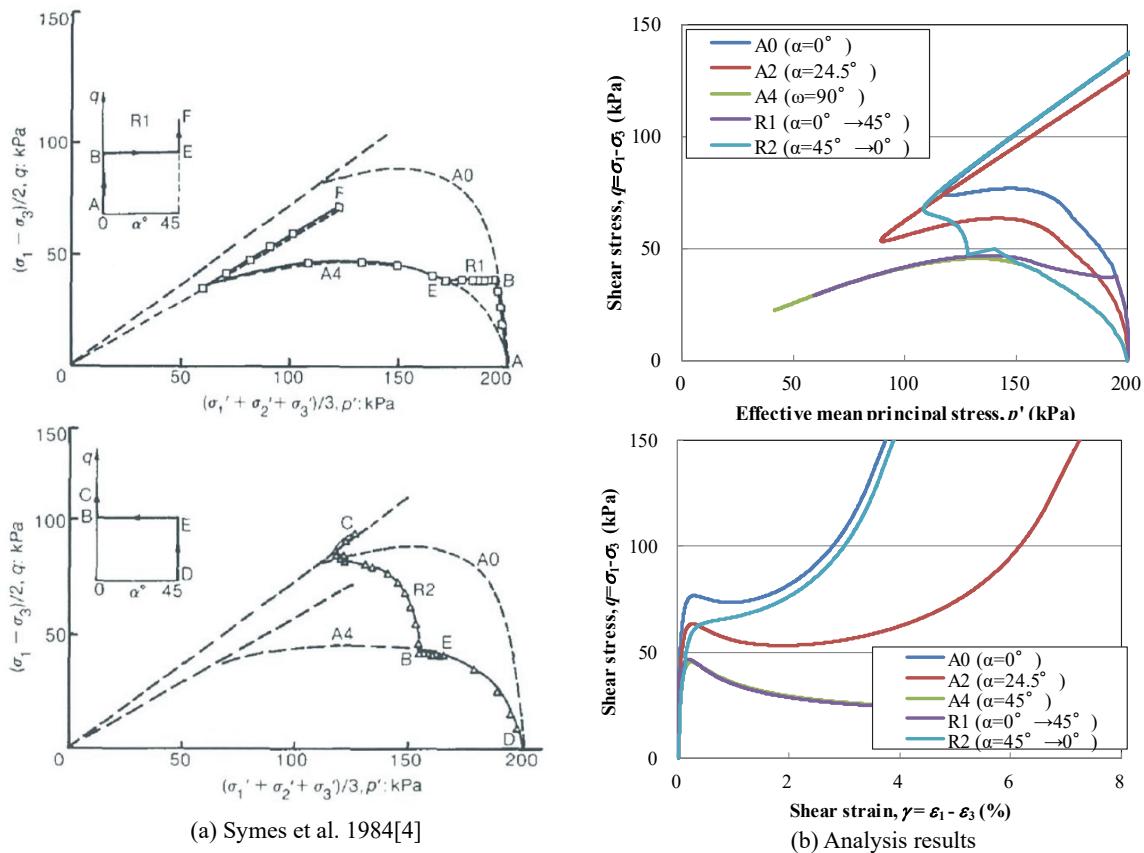 150
100
50
0
(σ₁ − σ₃)/2, q: kPa
q
R1
F
B
E
A
0
α°
45
A0
F
R1
A4
E
B
A
50
100
150
200
(σ₁′ + σ₂′ + σ₃′)/3, p′: kPa
150
100
50
0
(σ₁ − σ₃)/2, q: kPa
q
C
B
E
D
0
α°
45
C
A0
R2
A4
B
E
D
50
100
150
200
(σ₁′ + σ₂′ + σ₃′)/3, p′: kPa
(a) Symes et al. 1984[4]
150
100
50
0
Shear stress, q=σ₁-σ₃ (kPa)
A0 (α=0° )
A2 (α=24.5° )
A4 (ω=90° )
R1 (α=0° →45° )
R2 (α=45° →0° )
0
50
100
150
200
Effective mean principal stress, p' (kPa)
150
100
50
0
Shear stress, q=σ₁-σ₃ (kPa)
A0 (α=0° )
A2 (α=24.5° )
A4 (α=45° )
R1 (α=0° →45° )
R2 (α=45° →0° )
0
2
4
6
8
Shear strain, γ = ε₁ - ε₃ (%)
(b) Analysis results